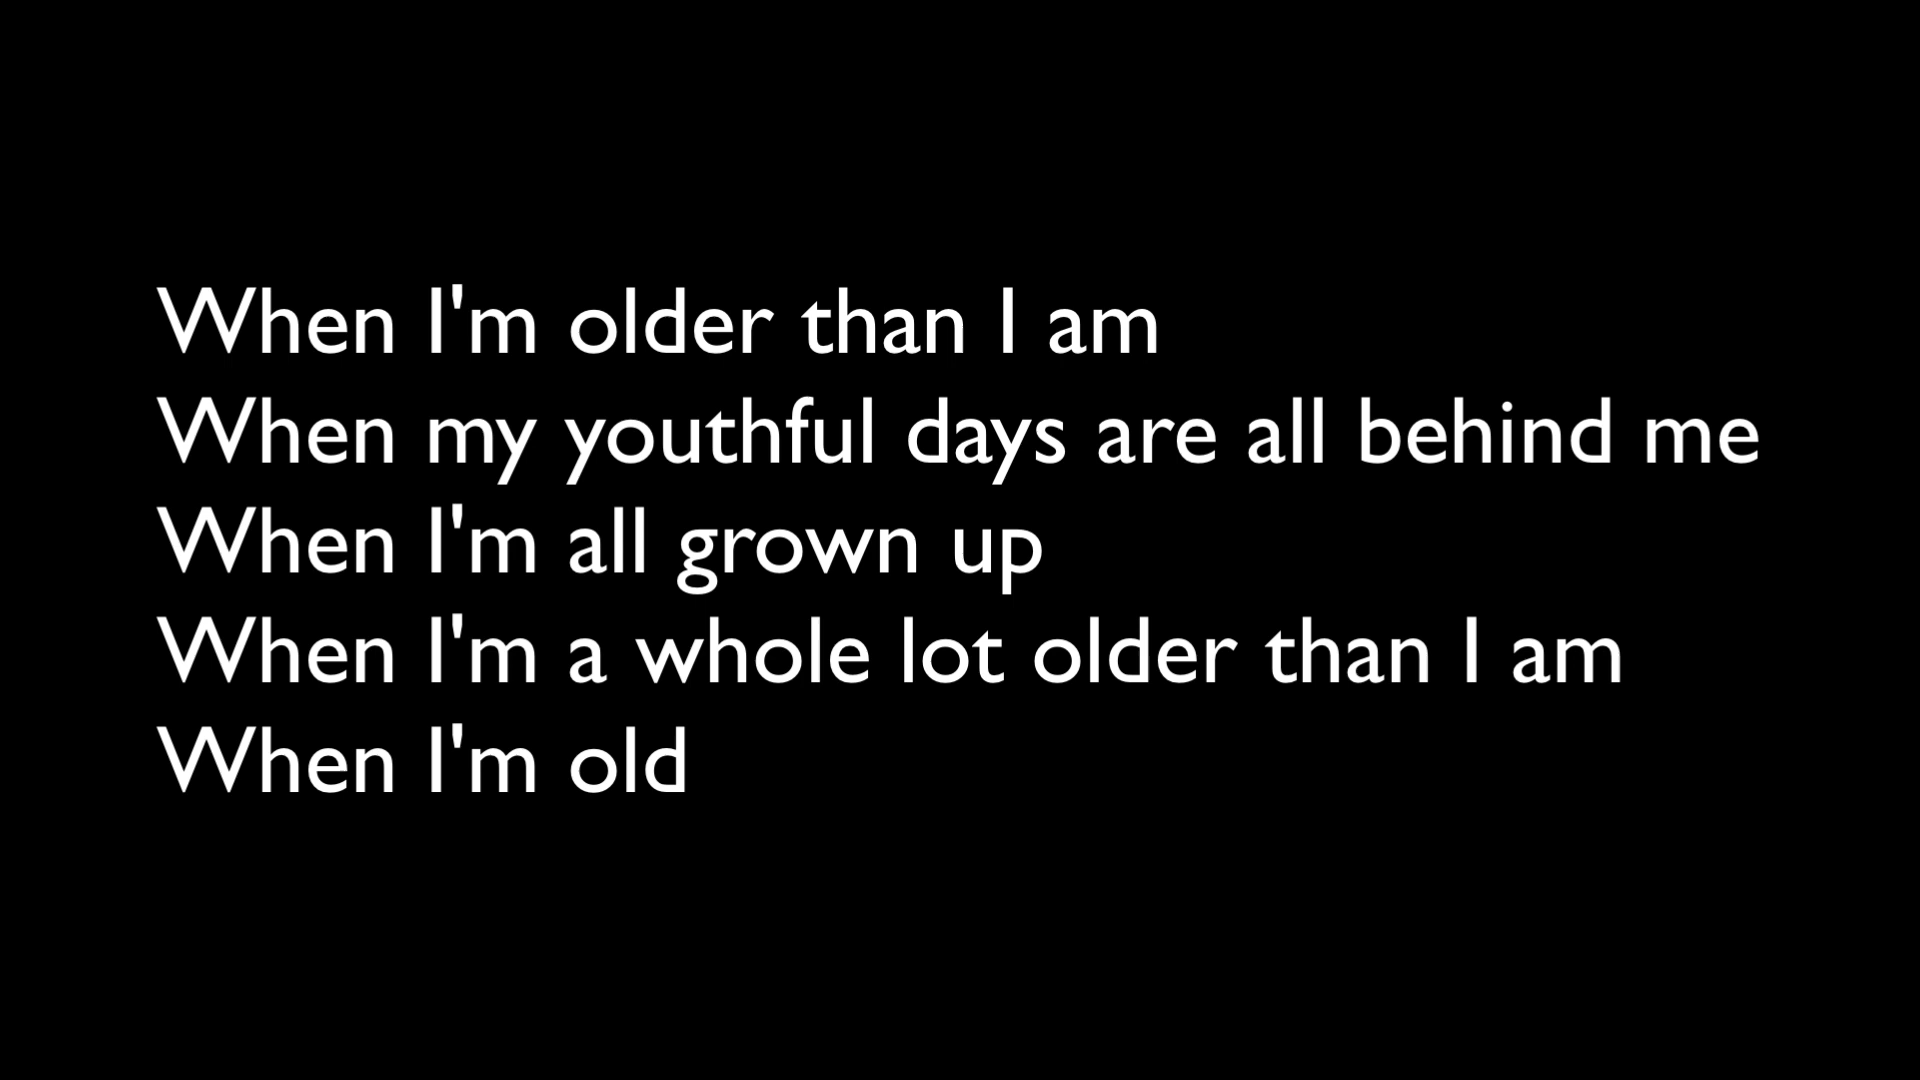 When I'm older than I am
When my youthful days are all behind me
When I'm all grown up
When I'm a whole lot older than I am
When I'm old